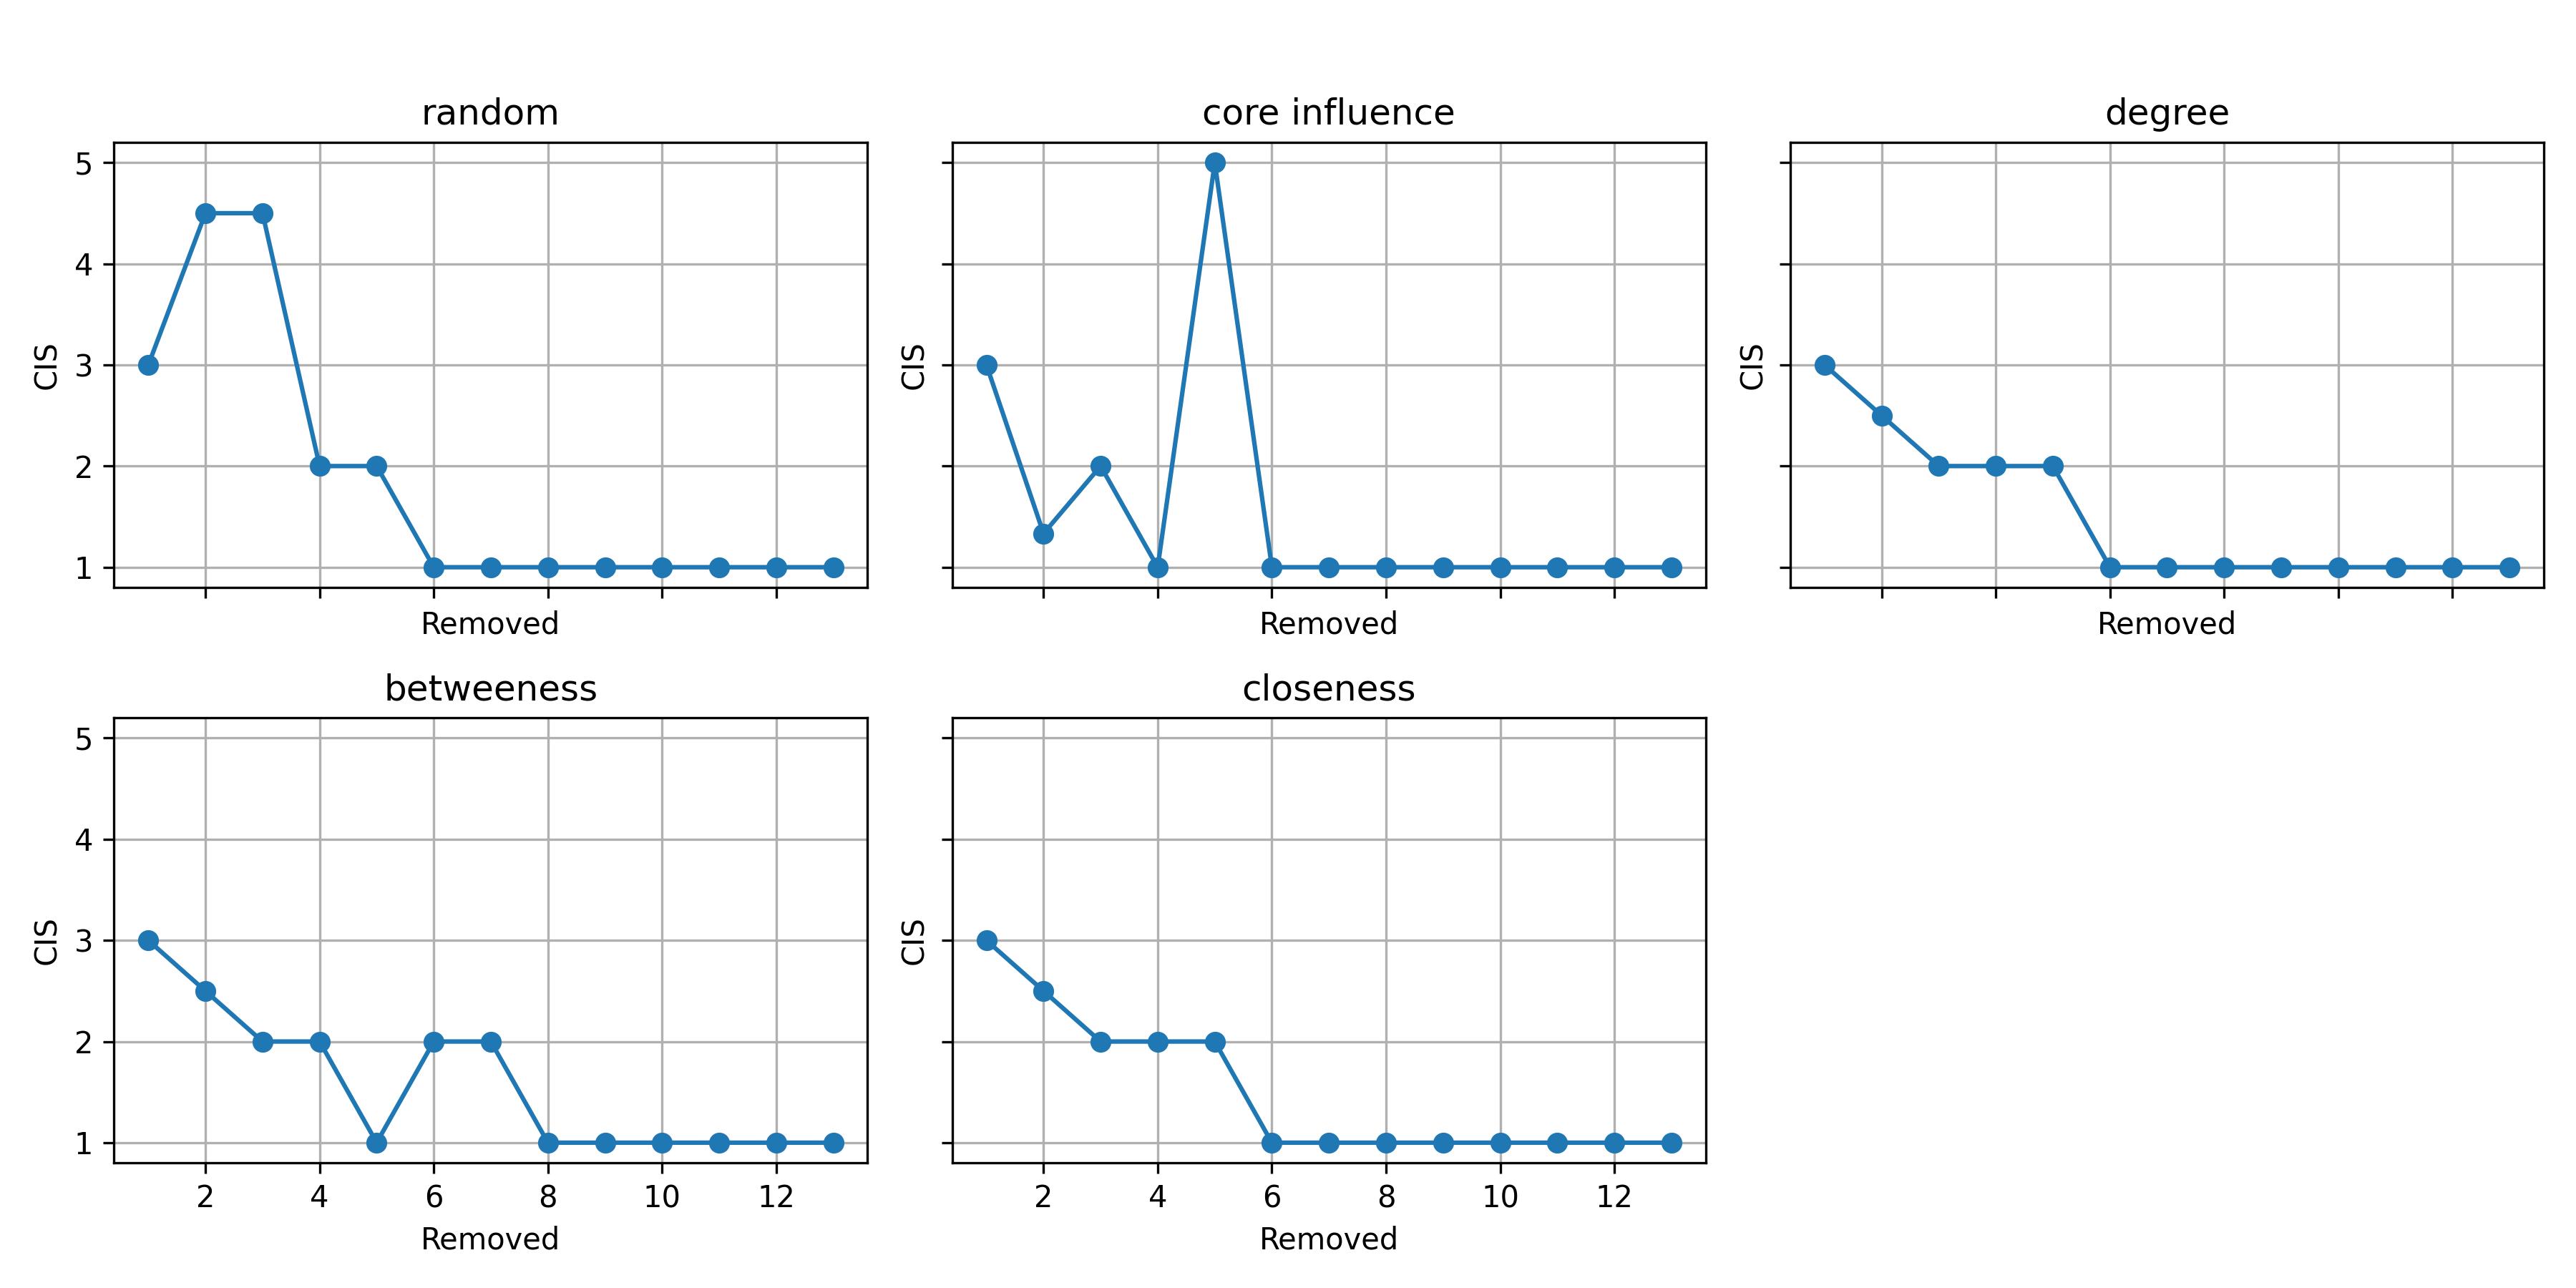 random
core influence
degree
5
4
3
2
1
CIS
CIS
CIS
Removed
Removed
Removed
betweeness
closeness
5
4
3
2
1
CIS
CIS
2 4 6 8 10 12
2 4 6 8 10 12
Removed
Removed